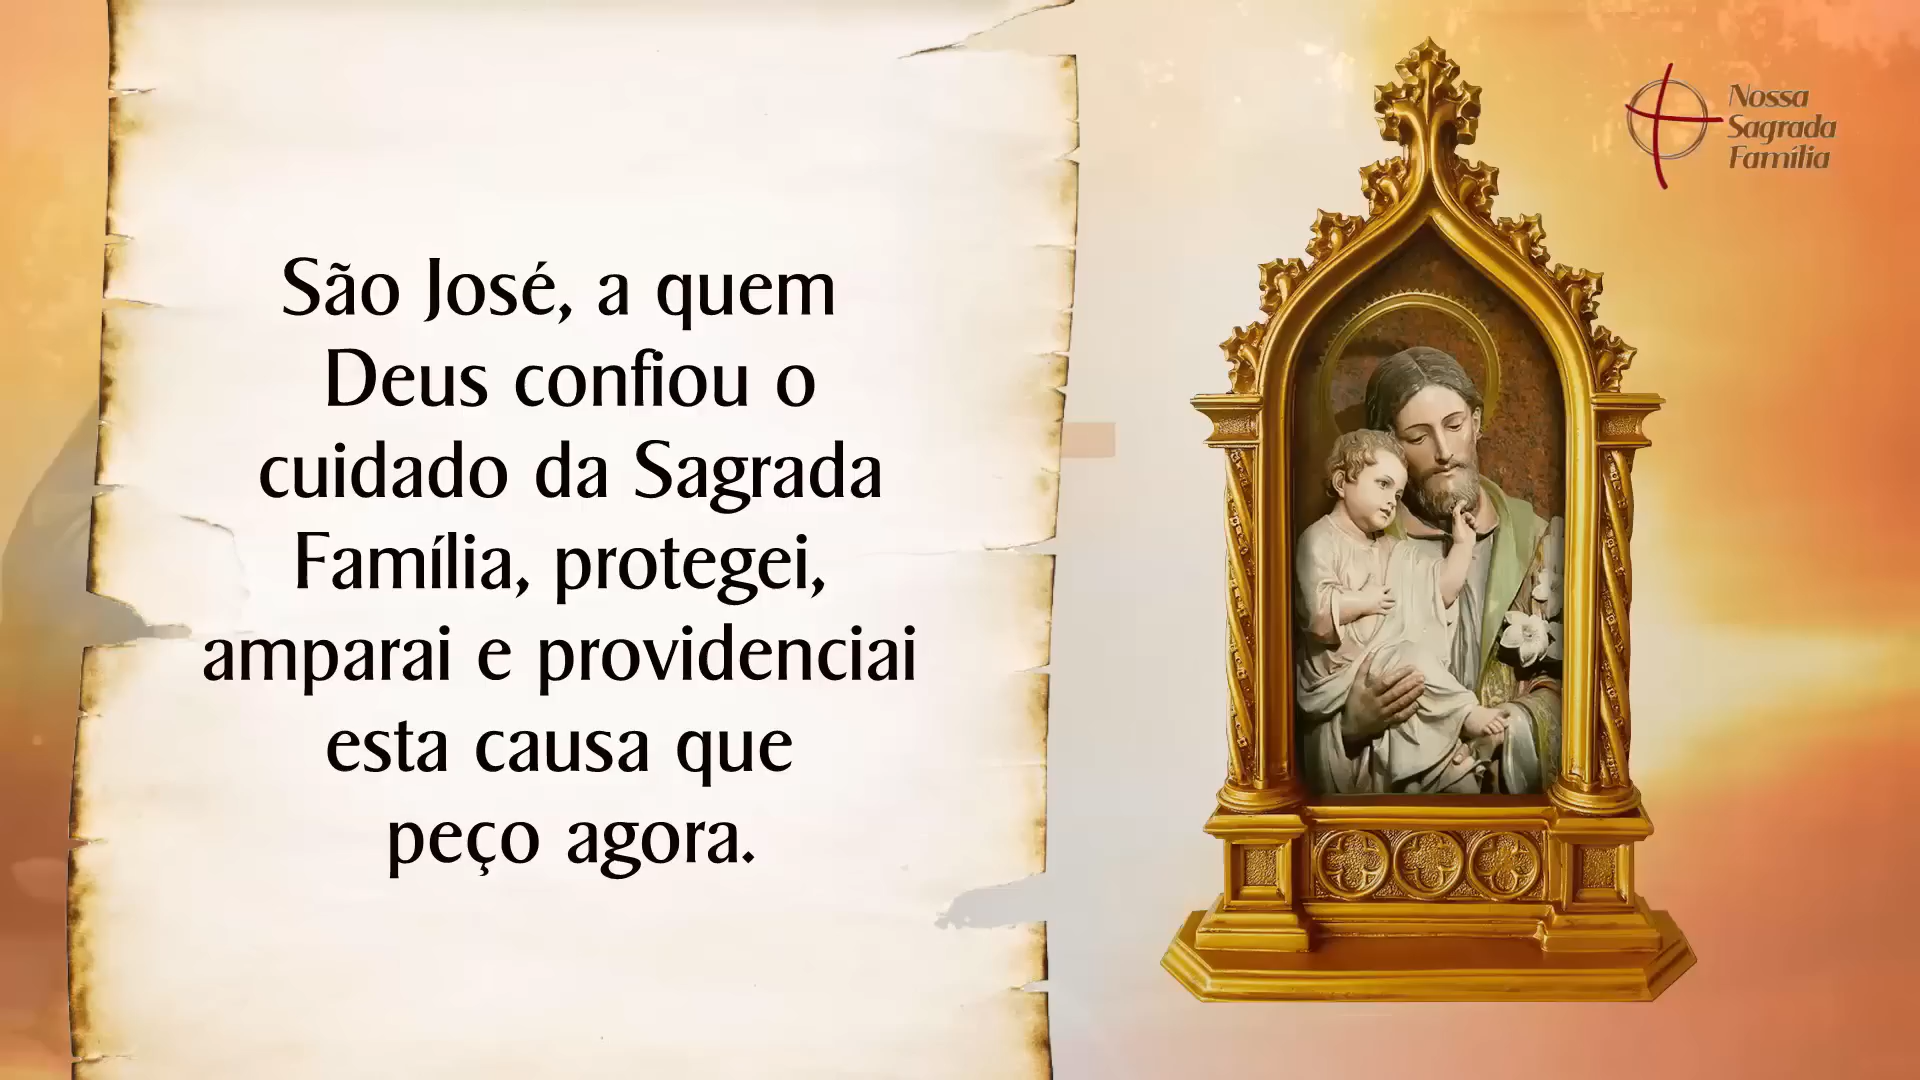 São José, a quem
Deus confiou o
cuidado da Sagrada
Família, protegei,
amparai e providenciai
esta causa que
peço agora.
Nossa
Sagrada
Família